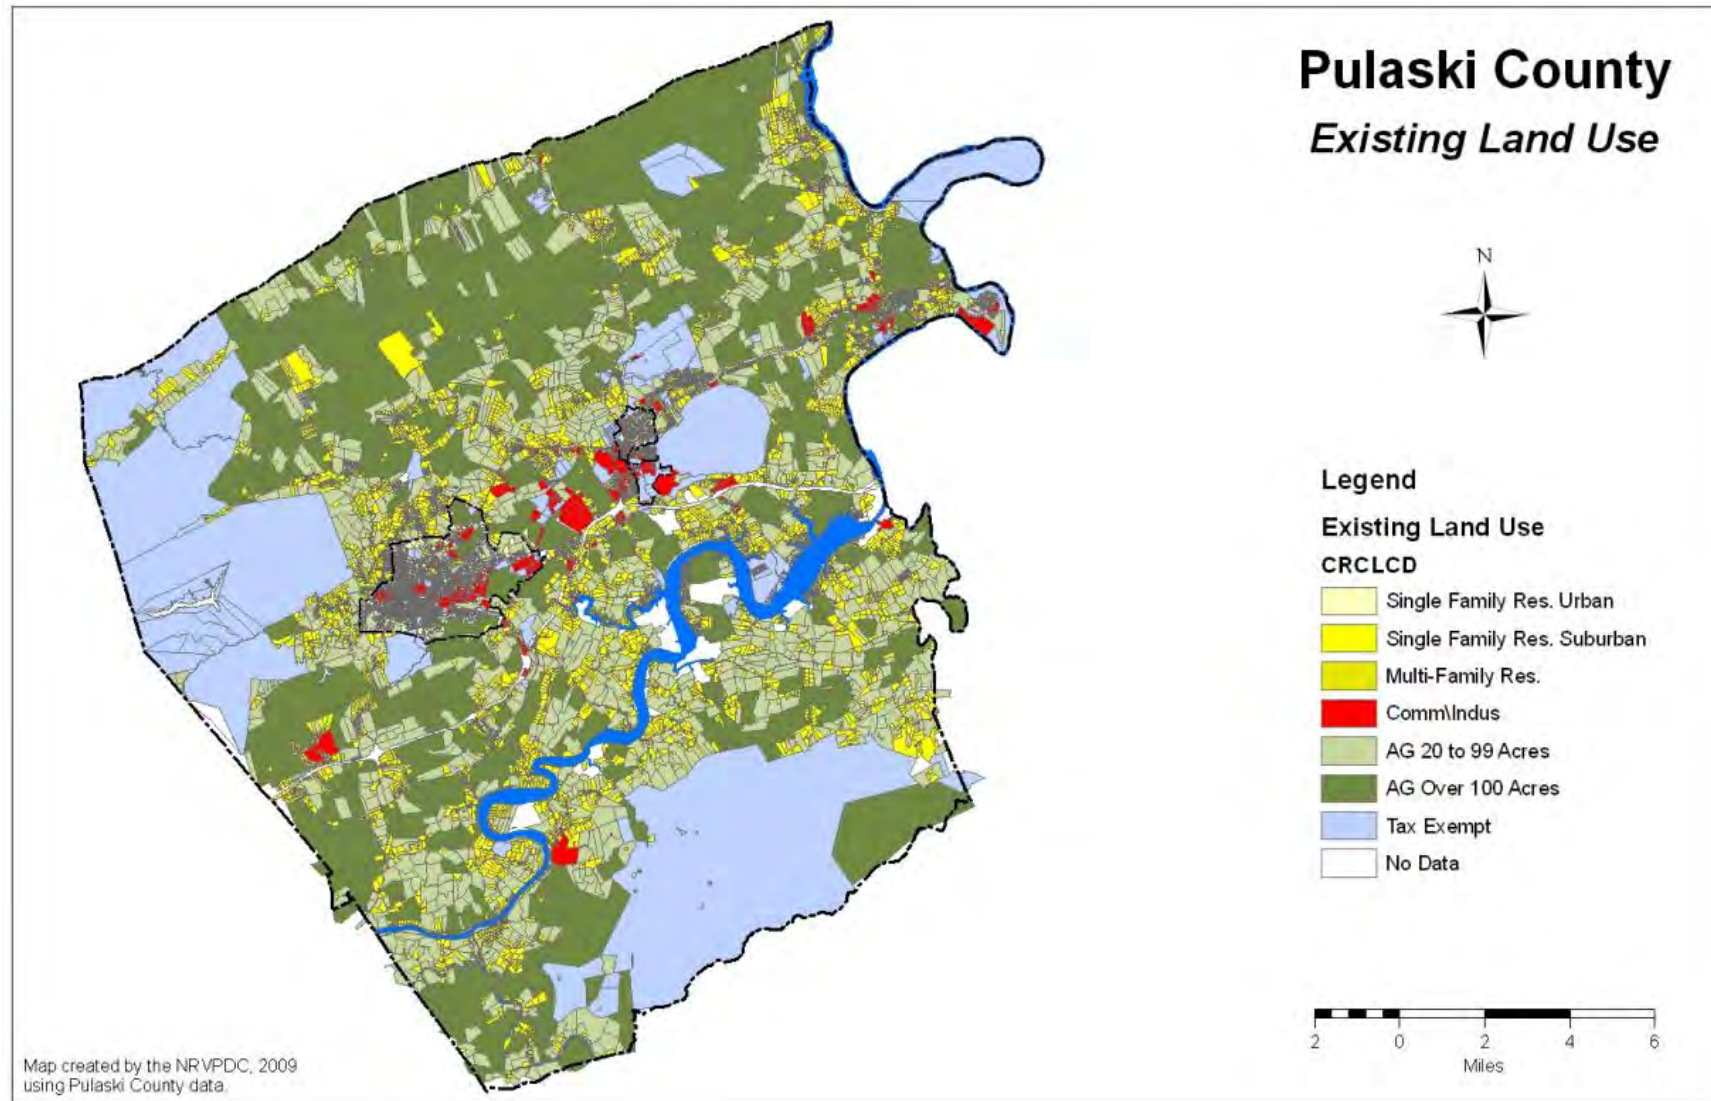 Pulaski County
Existing Land Use
N
Legend
Existing Land Use
CRCLCD
Single Family Res. Urban
Single Family Res. Suburban
Multi-Family Res.
Comm\Indus
AG 20 to 99 Acres
AG Over 100 Acres
Tax Exempt
No Data
2 0 2 4 6
Miles
Map created by the NRVPDC, 2009
using Pulaski County data.